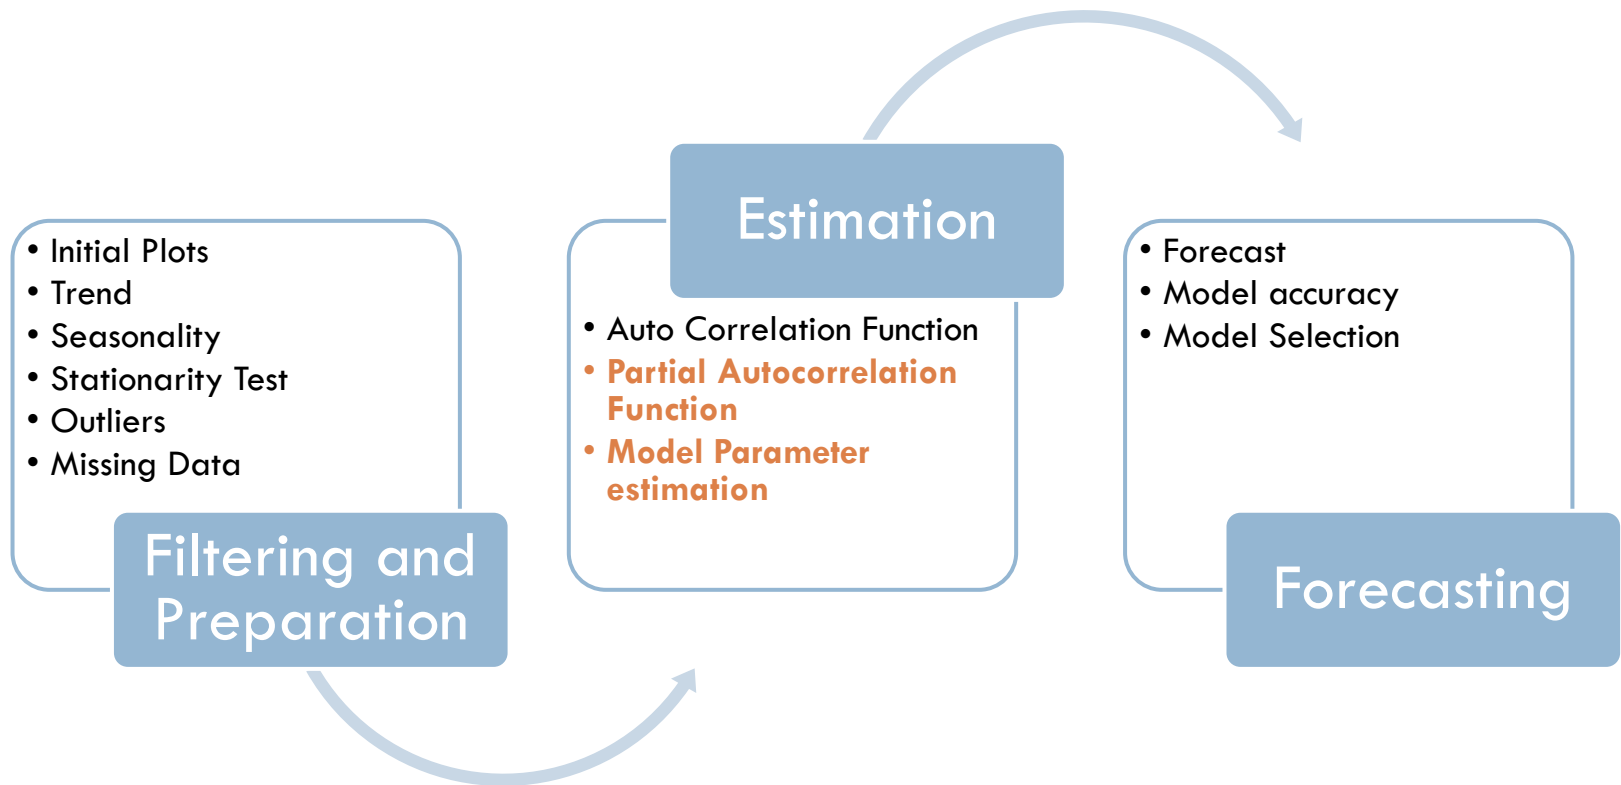 • Initial Plots
• Trend
• Seasonality
• Stationarity Test
• Outliers
• Missing Data
Filtering and
Preparation
Estimation
• Auto Correlation Function
• Partial Autocorrelation
Function
• Model Parameter
estimation
• Forecast
• Model accuracy
• Model Selection
Forecasting